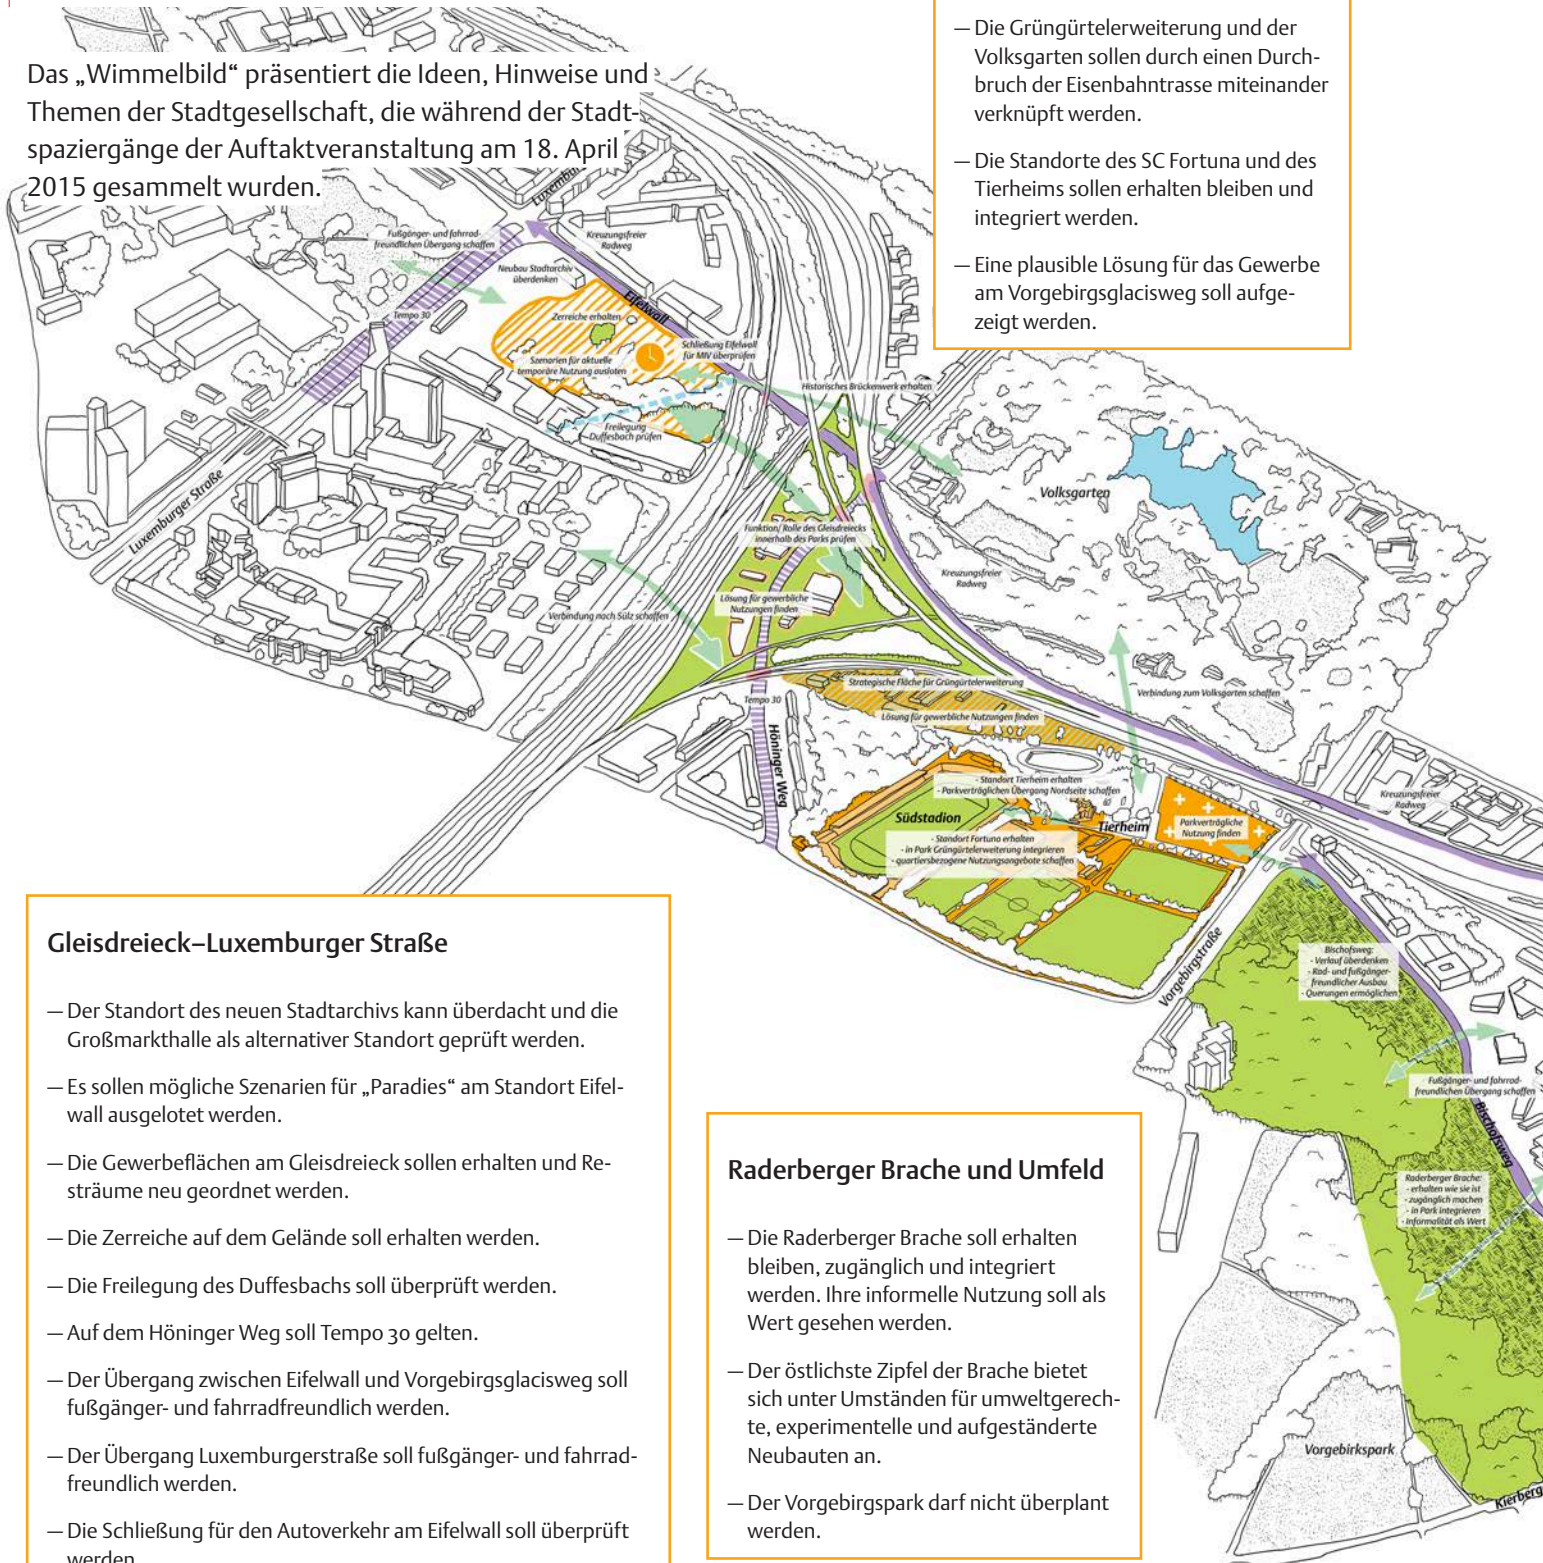 Das „Wimmelbild“ präsentiert die Ideen, Hinweise und
Themen der Stadtgesellschaft, die während der Stadt-
spaziergänge der Auftaktveranstaltung am 18. April
2015 gesammelt wurden.
— Die Grüngürtelerweiterung und der
Volksgarten sollen durch einen Durch-
bruch der Eisenbahntrasse miteinander
verknüpft werden.
— Die Standorte des SC Fortuna und des
Tierheims sollen erhalten bleiben und
integriert werden.
— Eine plausible Lösung für das Gewerbe
am Vorgebirgsglacisweg soll aufge-
zeigt werden.
Fußgänger- und fahrrad-
freundlichen Übergang schaffen
Kreuzungsfreier
Radweg
Neubau Stadtarchiv
überdenken
Eifelwall
Tempo 30
Zerreiche erhalten
Schließung Eifelwall
für MIV überprüfen
Szenarien für aktuelle
temporäre Nutzung ausloten
Historisches Brückenwerk erhalten
Freilegung
Duffesbach prüfen
Luxemburger Straße
Volksgarten
Funktion/ Rolle des Gleisdreiecks
innerhalb des Parks prüfen
Kreuzungsfreier
Radweg
Lösung für gewerbliche
Nutzungen finden
Verbindung nach Sülz schaffen
Strategische Fläche für Grüngürtelerweiterung
Verbindung zum Volksgarten schaffen
Tempo 30
Lösung für gewerbliche Nutzungen finden
Höninger Weg
- Standort Tierheim erhalten
- Parkverträglichen Übergang Nordseite schaffen
Kreuzungsfreier
Radweg
Südstadion
Tierheim
Parkverträgliche
Nutzung finden
- Standort Fortuna erhalten
- in Park Grüngürtelerweiterung integrieren
- quartiersbezogene Nutzungsangebote schaffen
Vorgebirgstraße
Bischofsweg:
- Verlauf überdenken
- Rad- und fußgänger-
freundlicher Ausbau
- Querungen ermöglichen
Fußgänger- und fahrrad-
freundlichen Übergang schaffen
Bischofsweg
Raderberger Brache:
- erhalten wie sie ist
- zugänglich machen
- in Park integrieren
- Informalität als Wert
Vorgebirkspark
Kierberg
Gleisdreieck–Luxemburger Straße
— Der Standort des neuen Stadtarchivs kann überdacht und die
Großmarkthalle als alternativer Standort geprüft werden.
— Es sollen mögliche Szenarien für „Paradies“ am Standort Eifel-
wall ausgelotet werden.
— Die Gewerbeflächen am Gleisdreieck sollen erhalten und Re-
sträume neu geordnet werden.
— Die Zerreiche auf dem Gelände soll erhalten werden.
— Die Freilegung des Duffesbachs soll überprüft werden.
— Auf dem Höninger Weg soll Tempo 30 gelten.
— Der Übergang zwischen Eifelwall und Vorgebirgsglacisweg soll
fußgänger- und fahrradfreundlich werden.
— Der Übergang Luxemburgerstraße soll fußgänger- und fahrrad-
freundlich werden.
— Die Schließung für den Autoverkehr am Eifelwall soll überprüft
werden
Raderberger Brache und Umfeld
— Die Raderberger Brache soll erhalten
bleiben, zugänglich und integriert
werden. Ihre informelle Nutzung soll als
Wert gesehen werden.
— Der östlichste Zipfel der Brache bietet
sich unter Umständen für umweltgerech-
te, experimentelle und aufgeständerte
Neubauten an.
— Der Vorgebirgspark darf nicht überplant
werden.